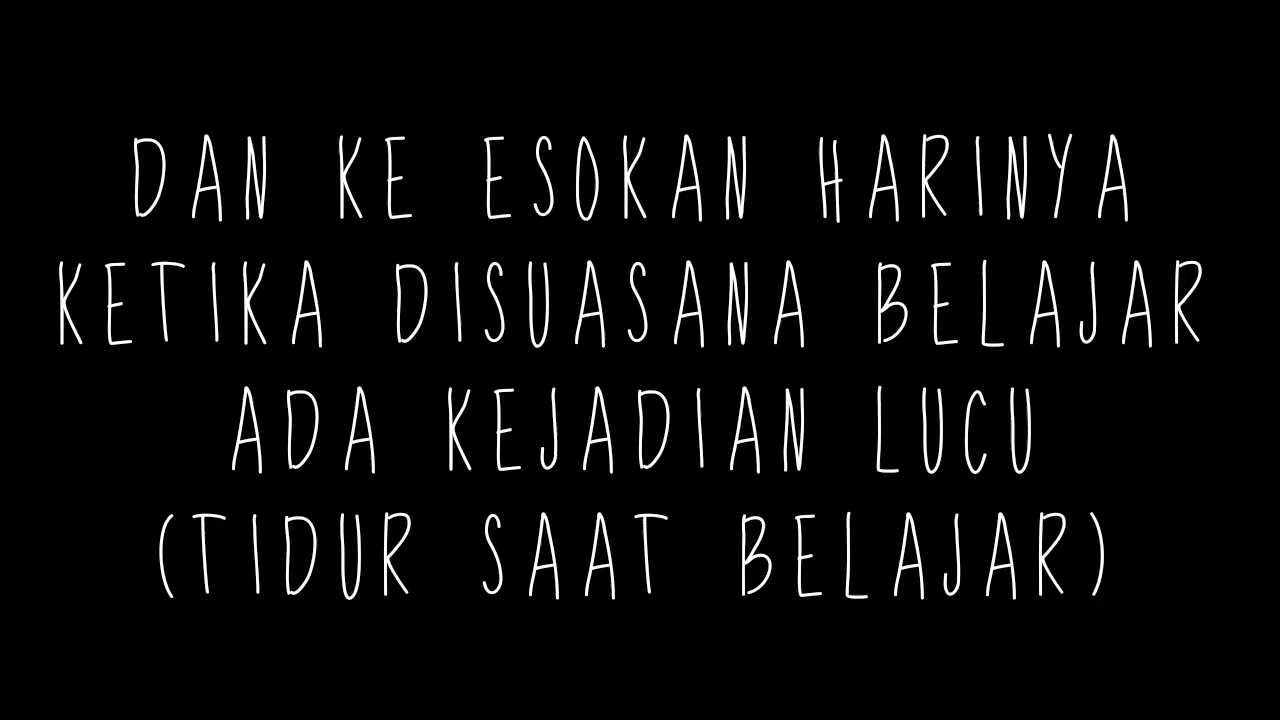 DAN KE ESOKAN HARINYA
KETIKA DISUASANA BELAJAR
ADA KEJADIAN LUCU
(TIDUR SAAT BELAJAR)